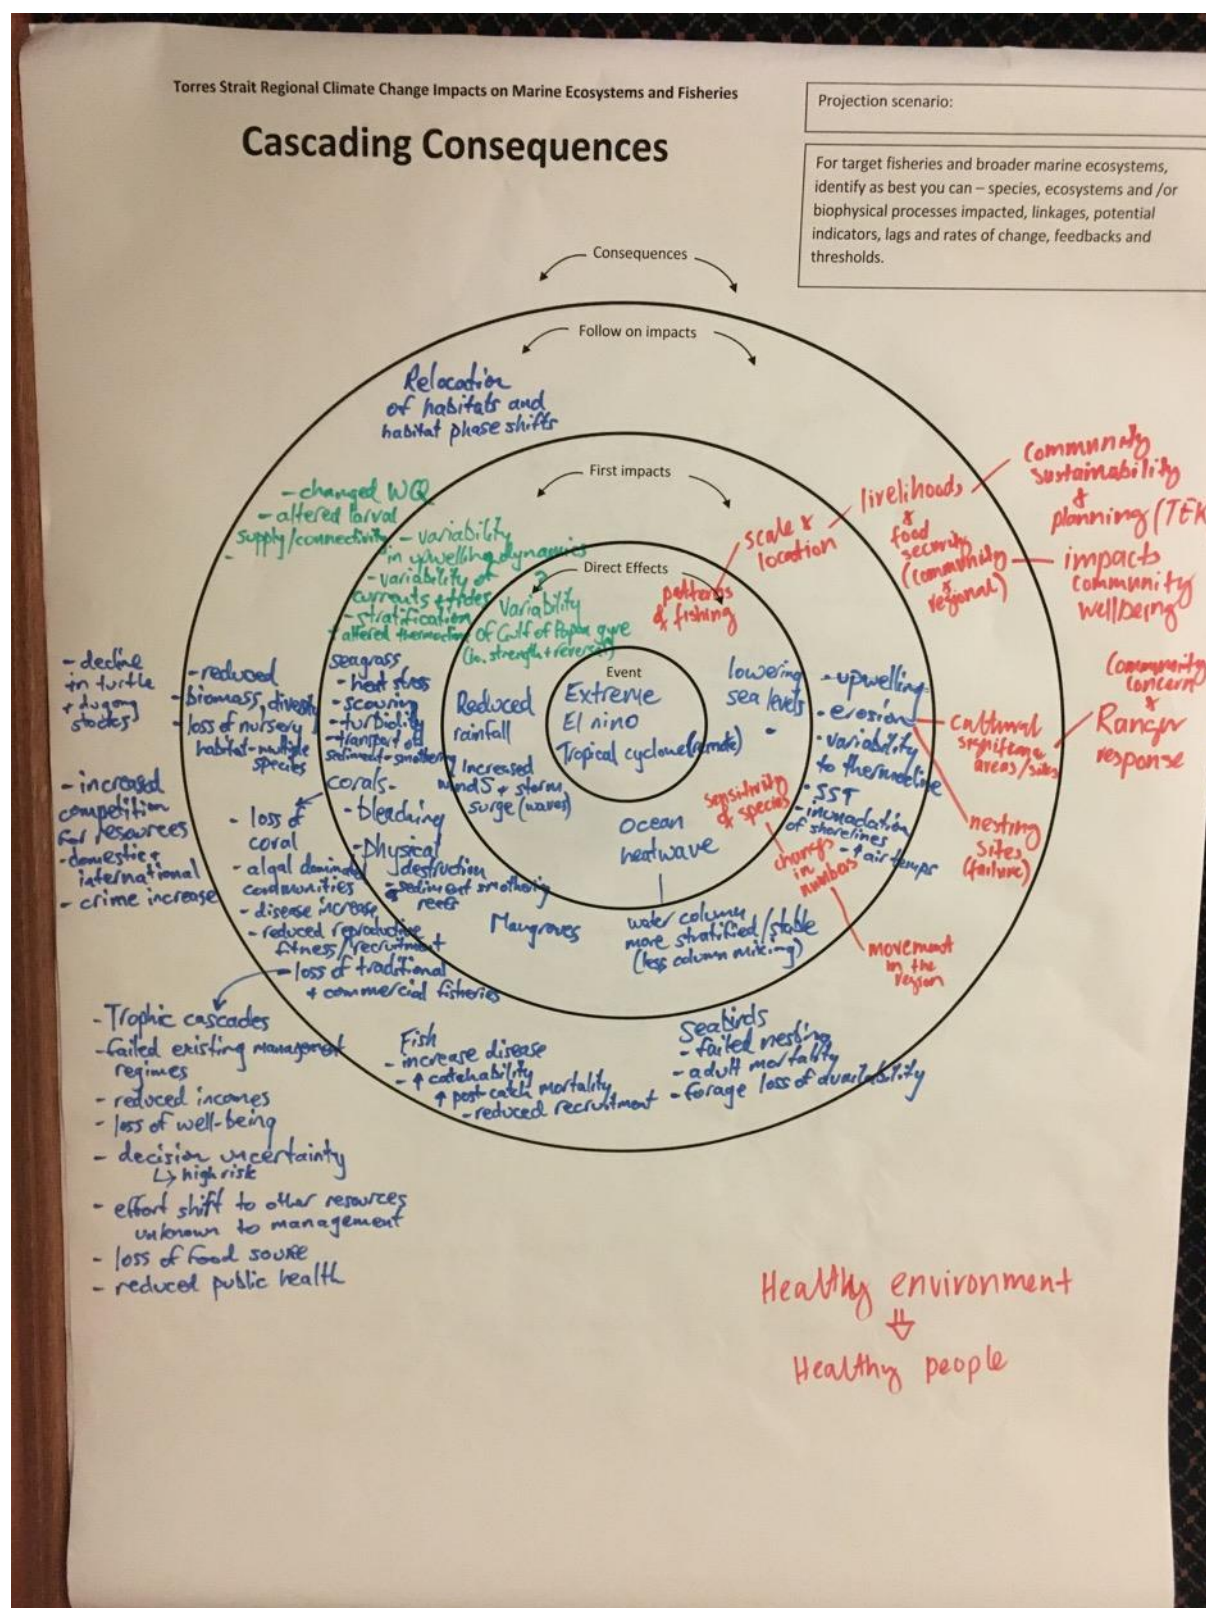 Torres Strait Regional Climate Change Impacts on Marine Ecosystems and Fisheries
Cascading Consequences
Projection scenario:
For target fisheries and broader marine ecosystems,
identify as best you can – species, ecosystems and /or
biophysical processes impacted, linkages, potential
indicators, lags and rates of change, feedbacks and
thresholds.
Consequences
Follow on impacts
Relocation
of habitats and
habitat phase shifts
First impacts
- changed WQ
- altered larval
supply/connectivity
-
- variability
in upwelling dynamics
- variability of
currents + tides
- stratification
+ altered thermocline
Direct Effects
?
Variability
of Gulf of Papua gyre
(ie. strength + reversal)
patterns
of fishing
scale &
location
livelihoods
&
food
security
(community
&
regional)
Community
sustainability
&
planning (TEK
impacts
community
wellbeing
Event
Extreme
El nino
Tropical cyclone (remote)
Reduced
rainfall
Increased
winds + storm
surge (waves)
lowering
sea levels
-
ocean
heatwave
sensitivity
of species
change
in
numbers
movement
in the
region
- upwelling
- erosion
- variability
to thermocline
- SST
- inundation
of shorelines
- ↑ air temps
cultural
significance
areas/sites
Community
concern
&
Ranger
response
nesting
sites
(failure)
water column
more stratified/stable
(less column mixing)
seagrass
- heat stress
- scouring
- turbidity
- transport of
sediment - smothering
corals-
- bleaching
- physical
destruction
- sediment smothering
reefs
Mangroves
- reduced
- biomass, diversity
- loss of nursery
habitat - multiple
species
- decline
in turtle
+ dugong
stocks
- increased
competition
for resources
- domestic +
international
- crime increase
- loss of
coral
- algal dominated
communities
- disease increase
- reduced reproductive
fitness/recruitment
- loss of traditional
+ commercial fisheries
- Trophic cascades
- failed existing management
regimes
- reduced incomes
- loss of well-being
- decision uncertainty
↳ high risk
- effort shift to other resources
unknown to management
- loss of food source
- reduced public health
Fish
- increase disease
- ↑ catchability
↑ post-catch mortality
- reduced recruitment
Seabirds
- failed nesting
- adult mortality
- forage loss of availability
Healthy environment
⇓
Healthy people